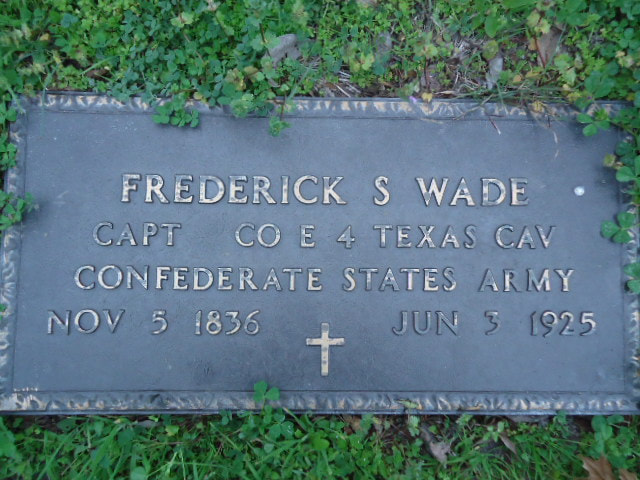 FREDERICK S WADE
CAPT CO E 4 TEXAS CAV
CONFEDERATE STATES ARMY
NOV 5 1836 JUN 3 1925